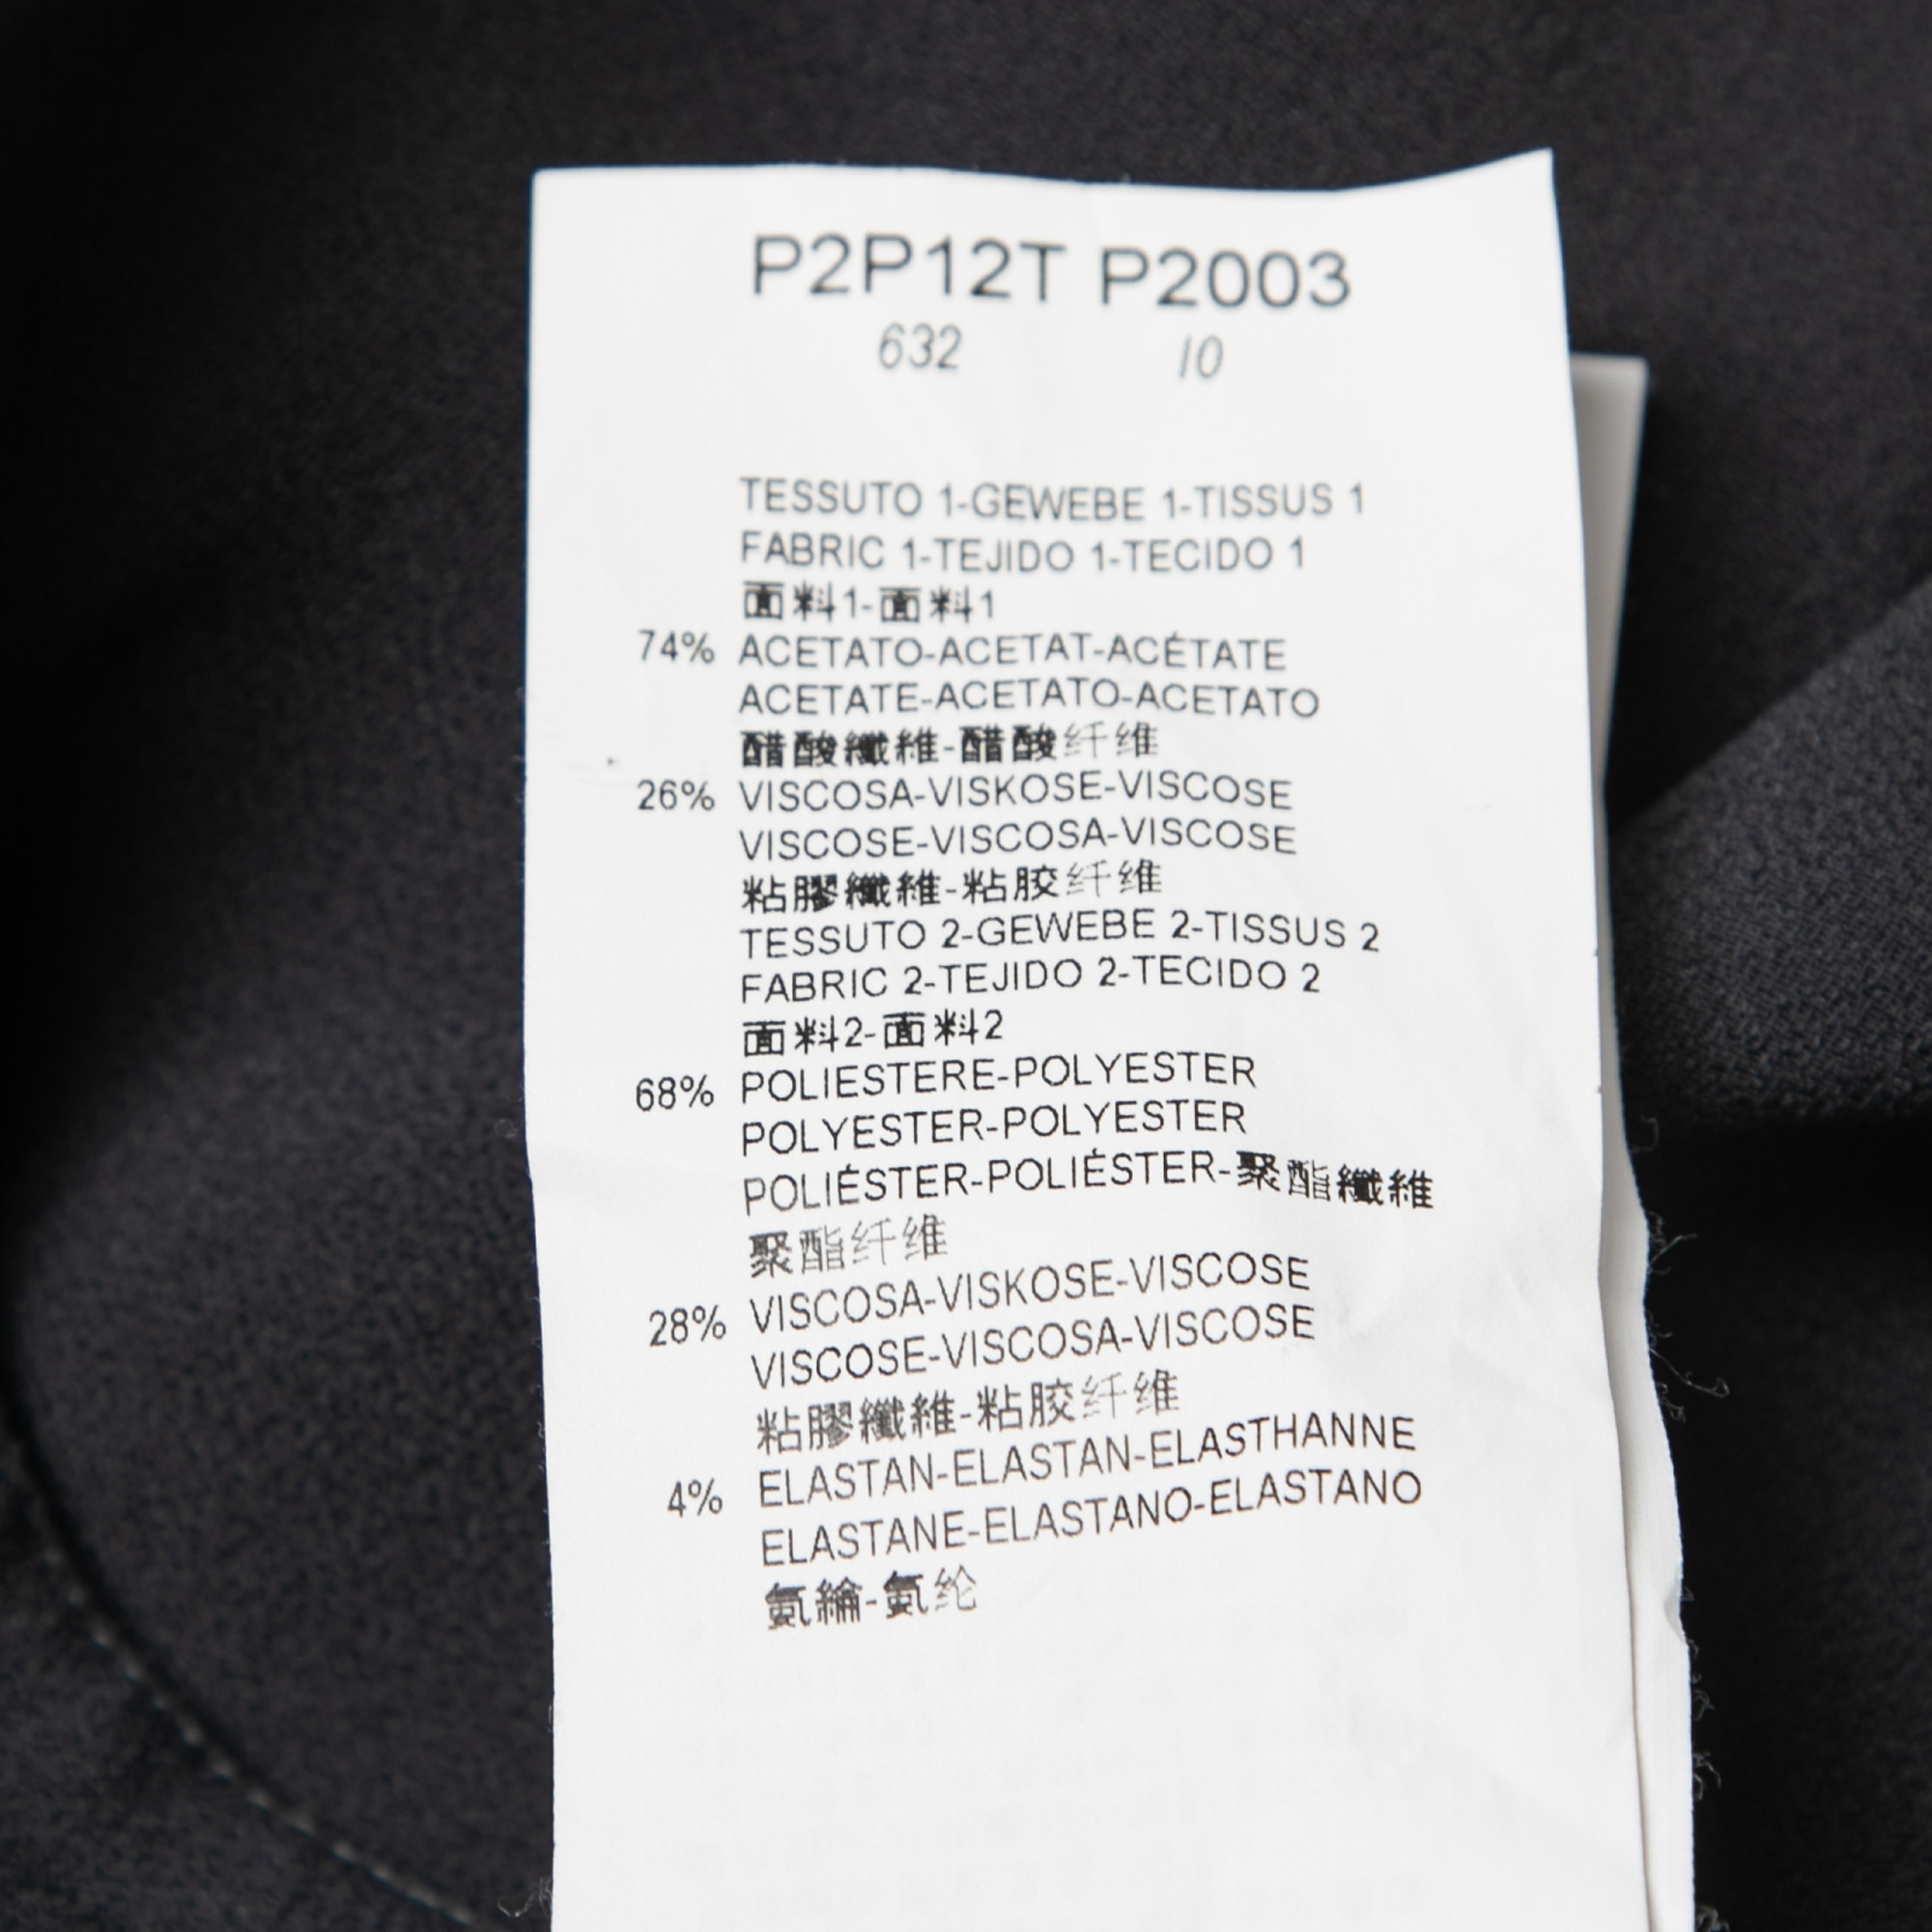 P2P12T P2003
632 10
TESSUTO 1-GEWEBE 1-TISSUS 1
FABRIC 1-TEJIDO 1-TECIDO 1
面料1-面料1
74% ACETATO-ACETAT-ACÉTATE
ACETATE-ACETATO-ACETATO
醋酸纖維-醋酸纤维
26% VISCOSA-VISKOSE-VISCOSE
VISCOSE-VISCOSA-VISCOSE
粘膠纖維-粘胶纤维
TESSUTO 2-GEWEBE 2-TISSUS 2
FABRIC 2-TEJIDO 2-TECIDO 2
面料2-面料2
68% POLIESTERE-POLYESTER
POLYESTER-POLYESTER
POLIÉSTER-POLIÉSTER-聚酯纖維
聚酯纤维
28% VISCOSA-VISKOSE-VISCOSE
VISCOSE-VISCOSA-VISCOSE
粘膠纖維-粘胶纤维
4% ELASTAN-ELASTAN-ELASTHANNE
ELASTANE-ELASTANO-ELASTANO
氨綸-氨纶